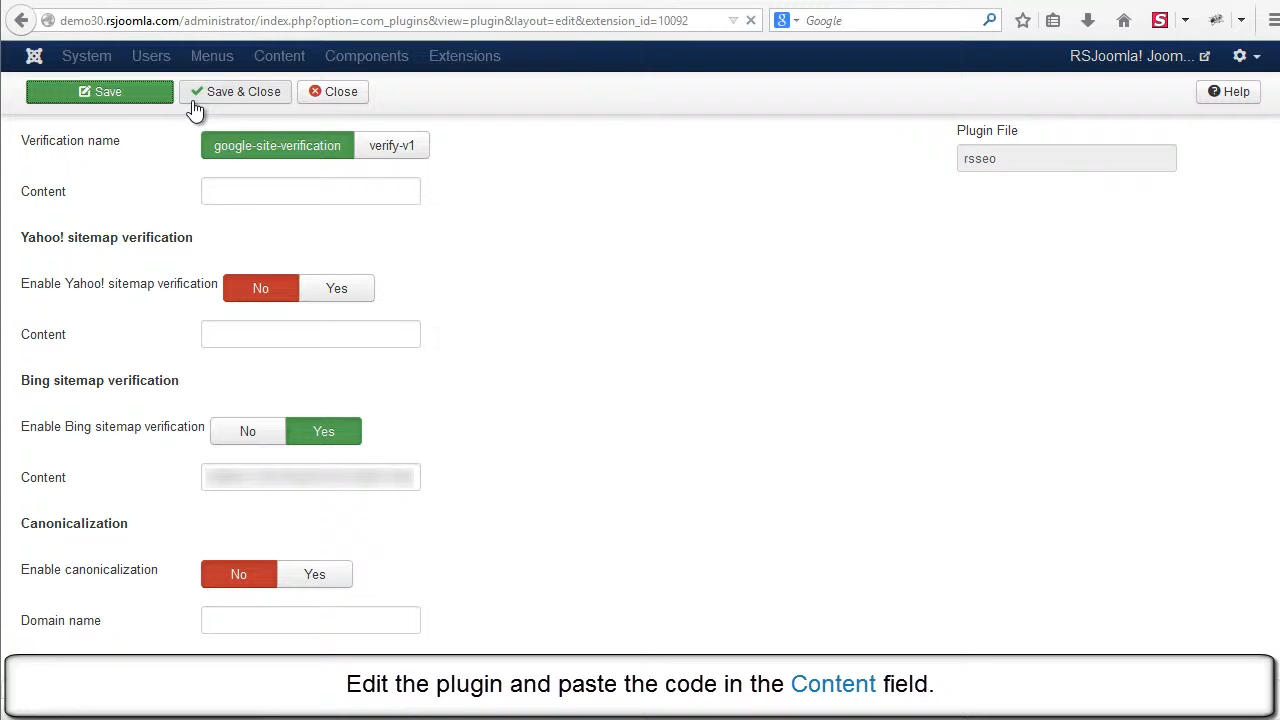 demo30.rsjoomla.com/administrator/index.php?option=com_plugins&view=plugin&layout=edit&extension_id=10092
Google
System Users Menus Content Components Extensions RSJoomla! Joom...
Save Save & Close Close Help
Verification name google-site-verification verify-v1
Plugin File
rsseo
Content
Yahoo! sitemap verification
Enable Yahoo! sitemap verification No Yes
Content
Bing sitemap verification
Enable Bing sitemap verification No Yes
Content
Canonicalization
Enable canonicalization No Yes
Domain name
Edit the plugin and paste the code in the Content field.